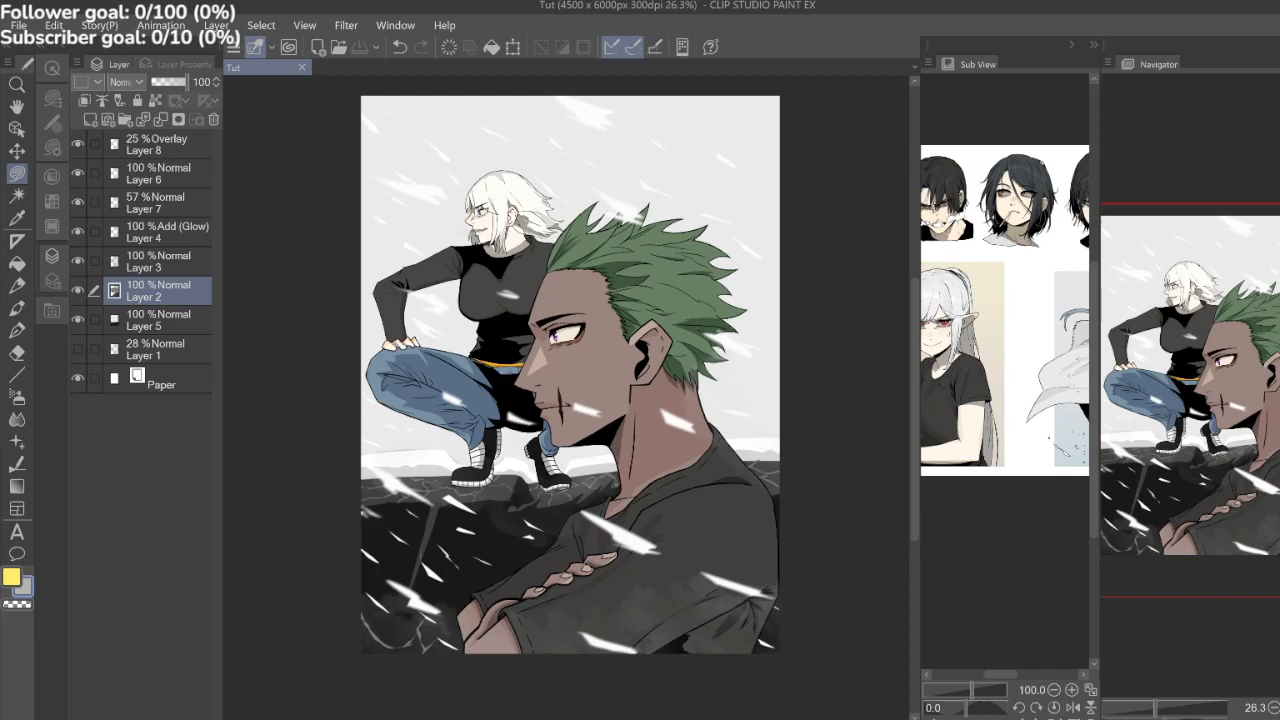 Tut (4500 x 6000px 300dpi 26.3%) - CLIP STUDIO PAINT EX
Follower goal: 0/100 (0%)
File Edit Story(P) Animation Layer Select View Filter Window Help
Subscriber goal: 0/10 (0%)
Layer Layer Property
Tut
Sub View
Navigator
Norm 100
25 %Overlay
Layer 8
100 %Normal
Layer 6
57 %Normal
Layer 7
100 %Add (Glow)
Layer 4
100 %Normal
Layer 3
100 %Normal
Layer 2
100 %Normal
Layer 5
28 %Normal
Layer 1
Paper
100.0
0.0
26.3